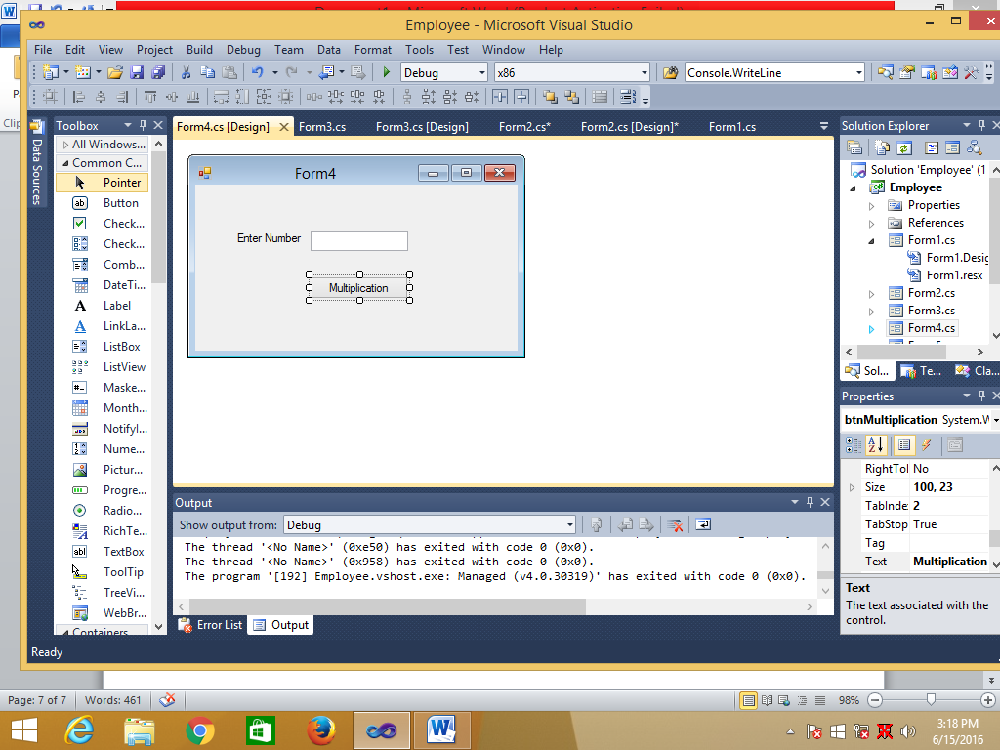 Employee - Microsoft Visual Studio
File Edit View Project Build Debug Team Data Format Tools Test Window Help
Debug x86 Console.WriteLine
Data Sources
Toolbox
All Windows...
Common C...
Pointer
Button
Check...
Check...
Comb...
DateTi...
Label
LinkLa...
ListBox
ListView
Maske...
Month...
NotifyI...
Nume...
Pictur...
Progre...
Radio...
RichTe...
TextBox
ToolTip
TreeVi...
WebBr...
Containers
Form4.cs [Design] Form3.cs Form3.cs [Design] Form2.cs* Form2.cs [Design]* Form1.cs
Form4
Enter Number
Multiplication
Output
Show output from: Debug
The thread '<No Name>' (0xe50) has exited with code 0 (0x0).
The thread '<No Name>' (0x958) has exited with code 0 (0x0).
The program '[192] Employee.vshost.exe: Managed (v4.0.30319)' has exited with code 0 (0x0).
Error List Output
Solution Explorer
Solution 'Employee' (1
Employee
Properties
References
Form1.cs
Form1.Desig
Form1.resx
Form2.cs
Form3.cs
Form4.cs
Sol... Te... Cla...
Properties
btnMultiplication System.W
RightToL No
Size 100, 23
TabInde 2
TabStop True
Tag
Text Multiplication
Text
The text associated with the
control.
Ready
Page: 7 of 7 Words: 461 98%
3:18 PM
6/15/2016